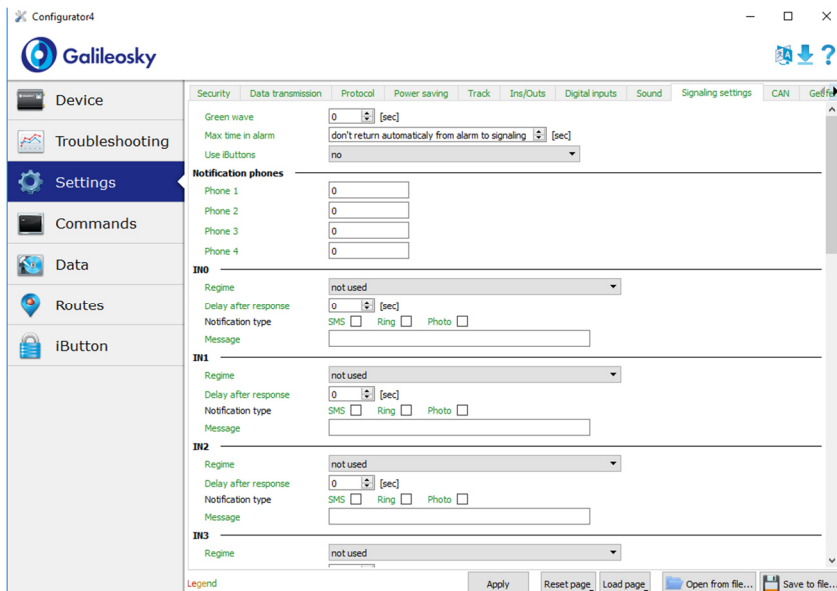 Configurator4
Galileosky
Device
Troubleshooting
Settings
Commands
Data
Routes
iButton
Security Data transmission Protocol Power saving Track Ins/Outs Digital inputs Sound Signaling settings CAN
Green wave 0 [sec]
Max time in alarm don't return automaticaly from alarm to signaling [sec]
Use iButtons no
Notification phones
Phone 1 0
Phone 2 0
Phone 3 0
Phone 4 0
IN0
Regime not used
Delay after response 0 [sec]
Notification type SMS Ring Photo
Message
IN1
Regime not used
Delay after response 0 [sec]
Notification type SMS Ring Photo
Message
IN2
Regime not used
Delay after response 0 [sec]
Notification type SMS Ring Photo
Message
IN3
Regime not used
Legend Apply Reset page Load page Open from file... Save to file...